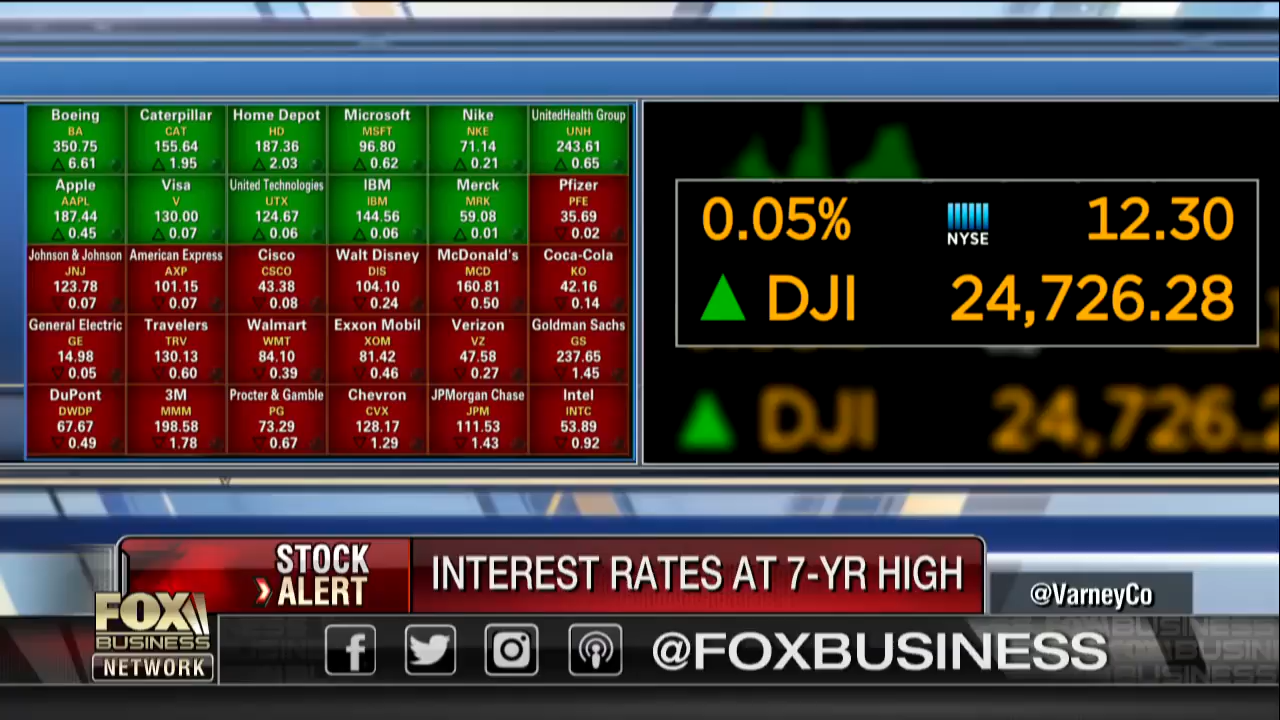 Boeing
BA
350.75
△ 6.61
Caterpillar
CAT
155.64
△ 1.95
Home Depot
HD
187.36
△ 2.03
Microsoft
MSFT
96.80
△ 0.62
Nike
NKE
71.14
△ 0.21
UnitedHealth Group
UNH
243.61
△ 0.65
Apple
AAPL
187.44
△ 0.45
Visa
V
130.00
△ 0.07
United Technologies
UTX
124.67
△ 0.06
IBM
IBM
144.56
△ 0.06
Merck
MRK
59.08
△ 0.01
Pfizer
PFE
35.69
▽ 0.02
Johnson & Johnson
JNJ
123.78
▽ 0.07
American Express
AXP
101.15
▽ 0.07
Cisco
CSCO
43.38
▽ 0.08
Walt Disney
DIS
104.10
▽ 0.24
McDonald's
MCD
160.81
▽ 0.50
Coca-Cola
KO
42.16
▽ 0.14
General Electric
GE
14.98
▽ 0.05
Travelers
TRV
130.13
▽ 0.60
Walmart
WMT
84.10
▽ 0.39
Exxon Mobil
XOM
81.42
▽ 0.46
Verizon
VZ
47.58
▽ 0.27
Goldman Sachs
GS
237.65
▽ 1.45
DuPont
DWDP
67.67
▽ 0.49
3M
MMM
198.58
▽ 1.78
Procter & Gamble
PG
73.29
▽ 0.67
Chevron
CVX
128.17
▽ 1.29
JPMorgan Chase
JPM
111.53
▽ 1.43
Intel
INTC
53.89
▽ 0.92
0.05% NYSE 12.30
▲ DJI 24,726.28
▲ DJI 24,726.2
STOCK
ALERT
INTEREST RATES AT 7-YR HIGH
@VarneyCo
FOX
BUSINESS
NETWORK
@FOXBUSINESS